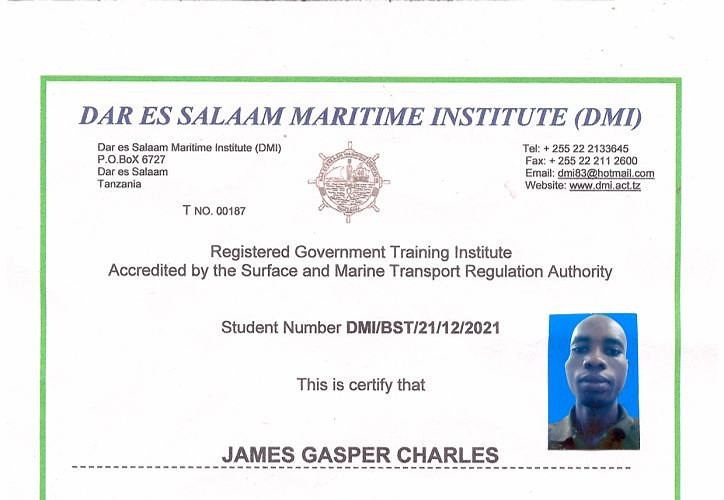 DAR ES SALAAM MARITIME INSTITUTE (DMI)
Dar es Salaam Maritime Institute (DMI)
P.O.BoX 6727
Dar es Salaam
Tanzania
Tel: + 255 22 2133645
Fax: + 255 22 211 2600
Email: dmi83@hotmail.com
Website: www.dmi.act.tz
T NO. 00187
Registered Government Training Institute
Accredited by the Surface and Marine Transport Regulation Authority
Student Number DMI/BST/21/12/2021
This is certify that
JAMES GASPER CHARLES